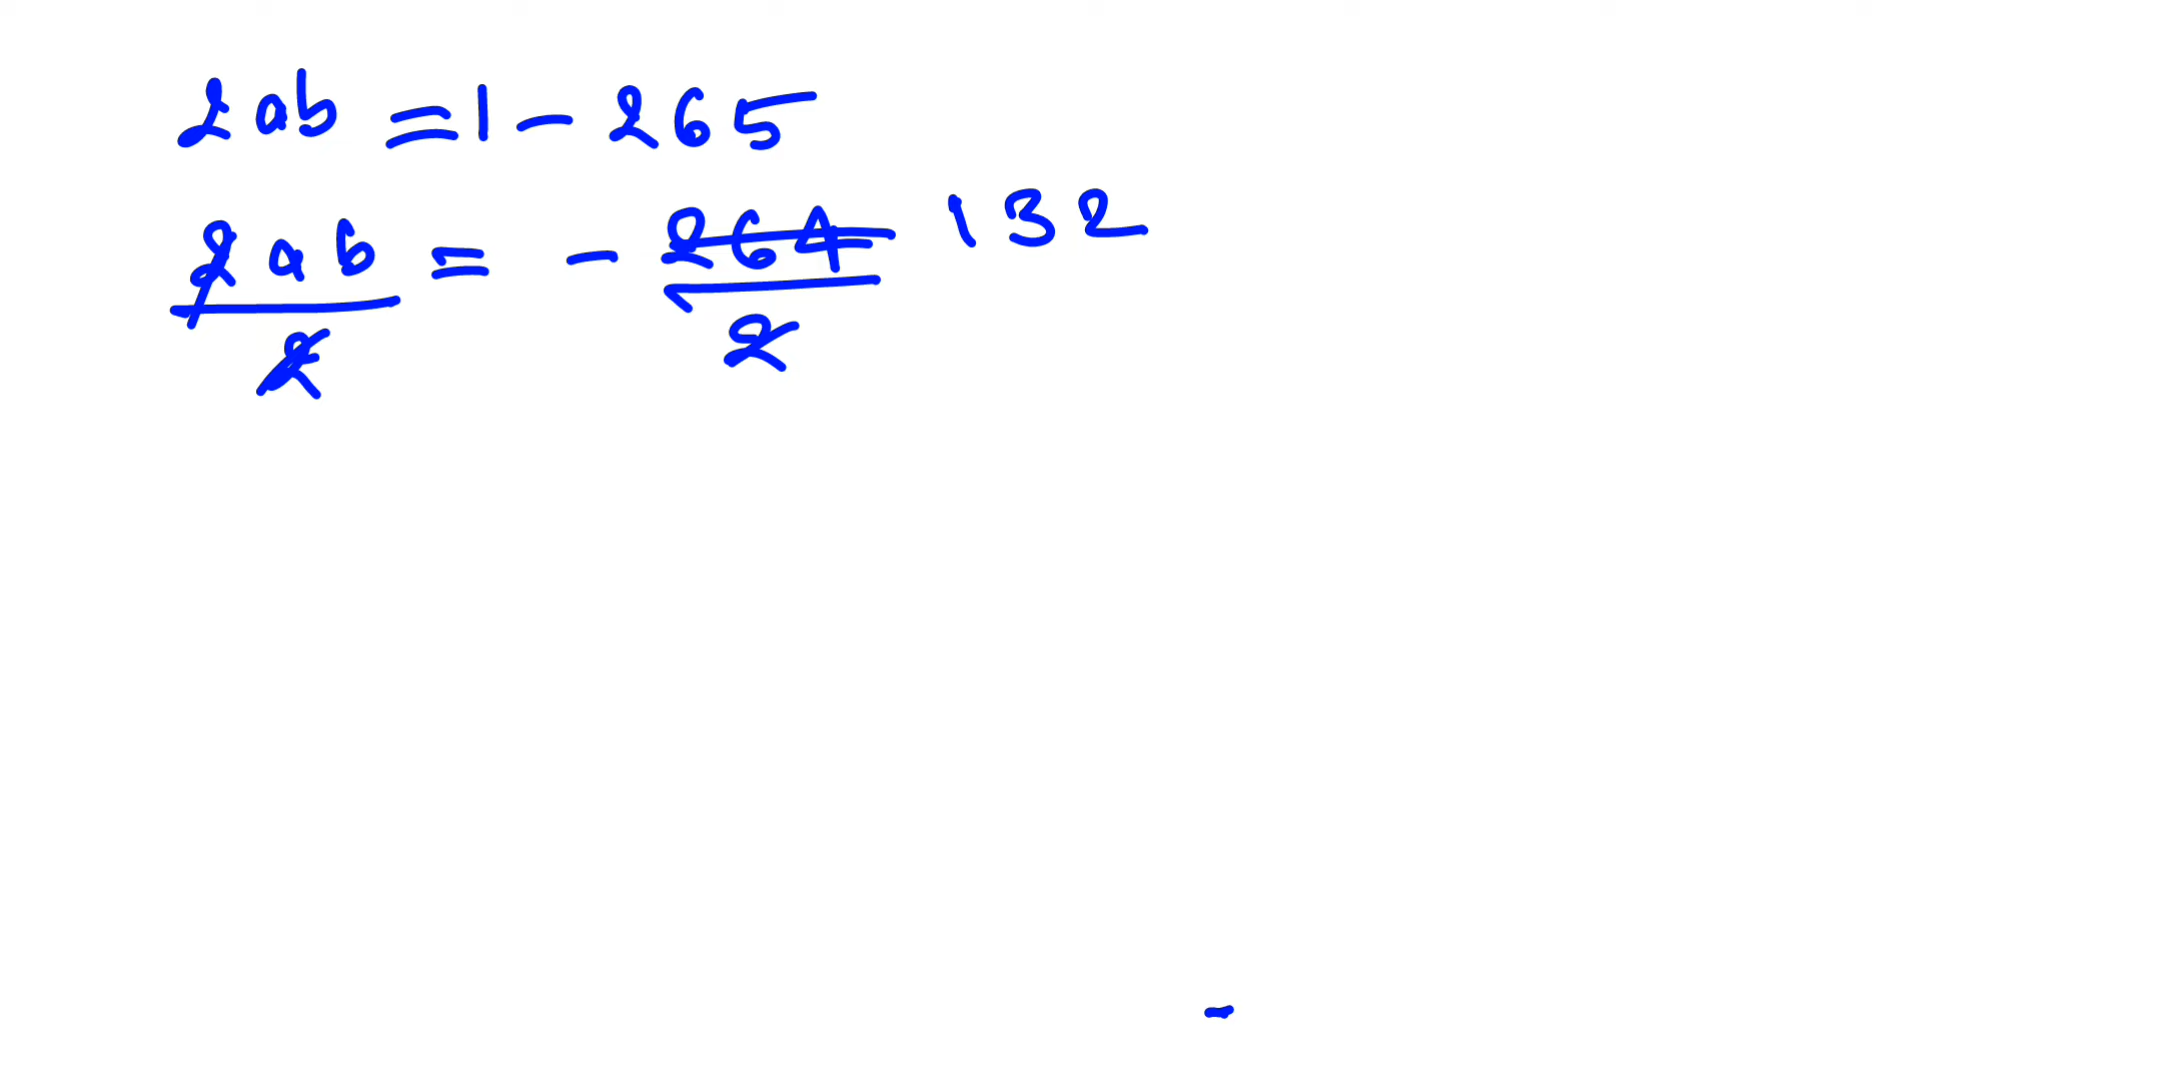 2ab = 1 - 265
2ab/2 = - 264/2 132
-